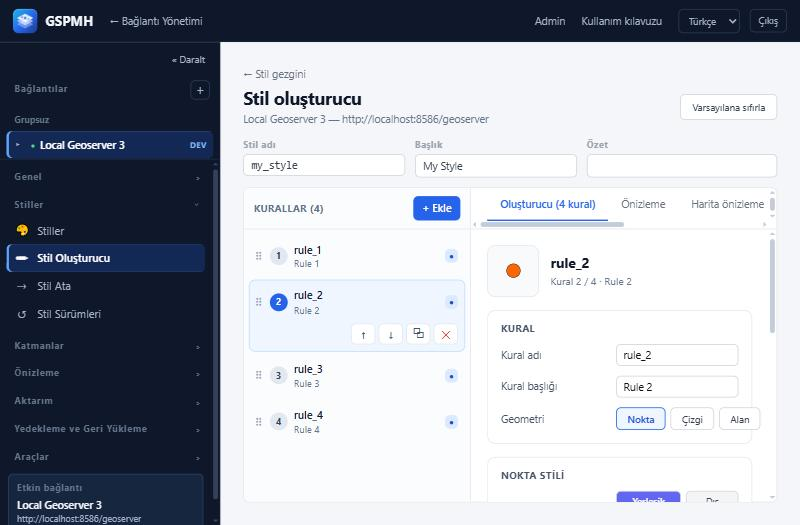 GSPMH
← Bağlantı Yönetimi
Admin
Kullanım kılavuzu
Türkçe
Çıkış
« Daralt
Bağlantılar
+
Grupsuz
Local Geoserver 3
DEV
Genel
Stiller
Stiller
Stil Oluşturucu
→ Stil Ata
↺ Stil Sürümleri
Katmanlar
Önizleme
Aktarım
Yedekleme ve Geri Yükleme
Araçlar
Etkin bağlantı
Local Geoserver 3
http://localhost:8586/geoserver
← Stil gezgini
Stil oluşturucu
Local Geoserver 3 — http://localhost:8586/geoserver
Varsayılana sıfırla
Stil adı
Başlık
Özet
my_style
My Style
KURALLAR (4)
+ Ekle
1
rule_1
Rule 1
2
rule_2
Rule 2
↑ ↓
3
rule_3
Rule 3
4
rule_4
Rule 4
Oluşturucu (4 kural)
Önizleme
Harita önizleme
rule_2
Kural 2 / 4 · Rule 2
KURAL
Kural adı
rule_2
Kural başlığı
Rule 2
Geometri
Nokta
Çizgi
Alan
NOKTA STİLİ